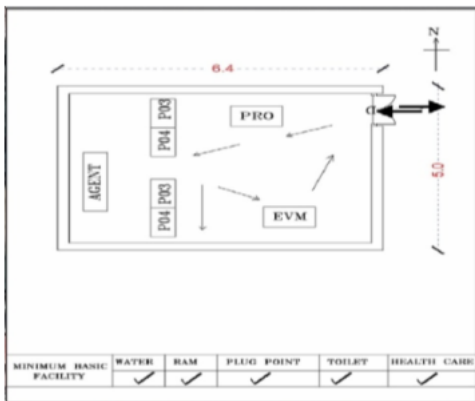 N
6.4
P03
P04
PRO
D
AGENT
5.0
P03
P04
EVM
MINIMUM BASIC FACILITY
WATER RAM PLUG POINT TOILET HEALTH CARE